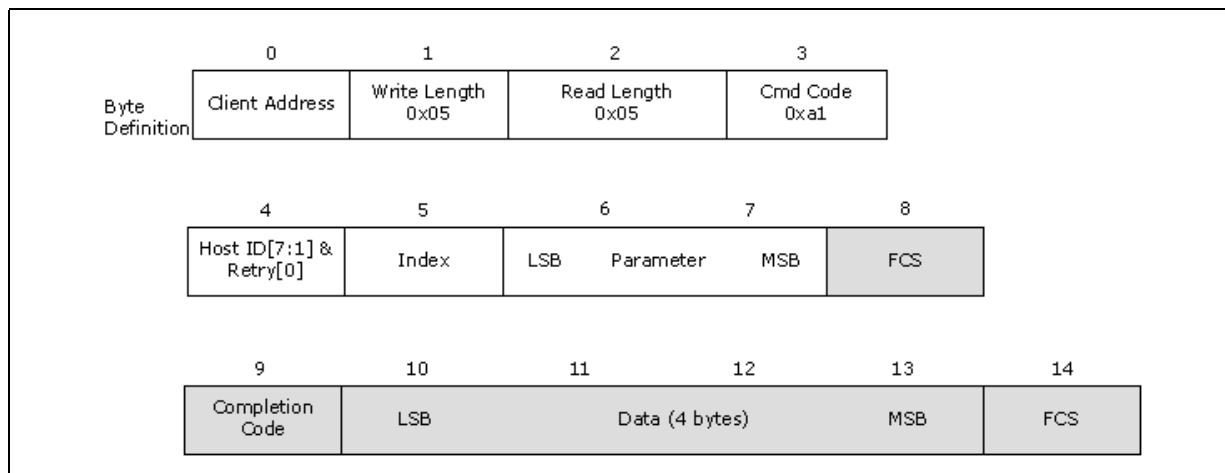 0 1 2 3
Byte Definition
Client Address
Write Length
0x05
Read Length
0x05
Cmd Code
0xa1
4 5 6 7 8
Host ID[7:1] &
Retry[0]
Index
LSB Parameter MSB
FCS
9 10 11 12 13 14
Completion
Code
LSB Data (4 bytes) MSB
FCS